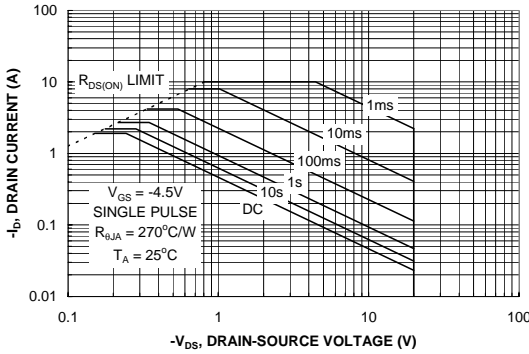 100
10
1
0.1
0.01
0.1
1
10
100
-I_D, DRAIN CURRENT (A)
-V_DS, DRAIN-SOURCE VOLTAGE (V)
R_DS(ON) LIMIT
1ms
10ms
100ms
1s
10s
DC
V_GS = -4.5V
SINGLE PULSE
R_θJA = 270°C/W
T_A = 25°C